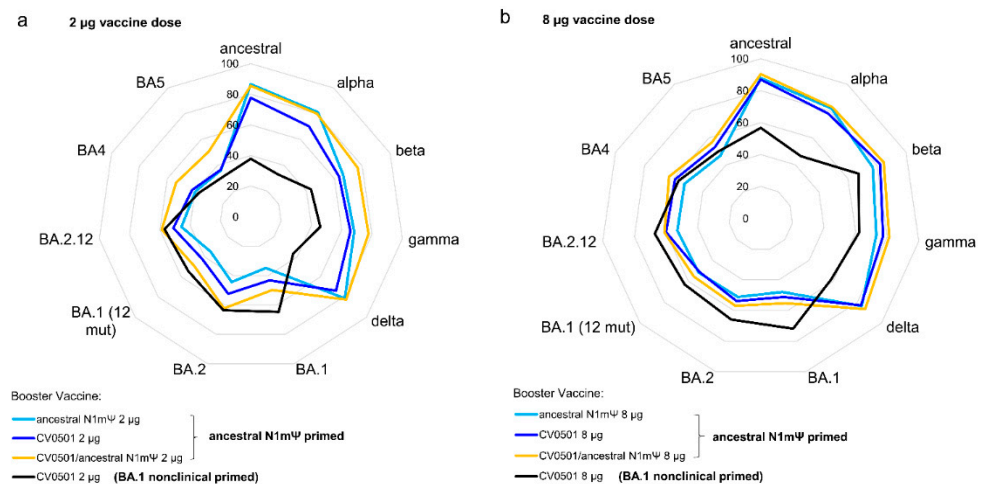 a
2 µg vaccine dose
ancestral
alpha
beta
gamma
delta
BA.1
BA.2
BA.1 (12
mut)
BA.2.12
BA4
BA5
100
80
60
40
20
0
Booster Vaccine:
ancestral N1mΨ 2 µg
CV0501 2 µg
CV0501/ancestral N1mΨ 2 µg
ancestral N1mΨ primed
CV0501 2 µg (BA.1 nonclinical primed)
b
8 µg vaccine dose
ancestral
alpha
beta
gamma
delta
BA.1
BA.2
BA.1 (12 mut)
BA.2.12
BA4
BA5
100
80
60
40
20
0
Booster Vaccine:
ancestral N1mΨ 8 µg
CV0501 8 µg
CV0501/ancestral N1mΨ 8 µg
ancestral N1mΨ primed
CV0501 8 µg (BA.1 nonclinical primed)